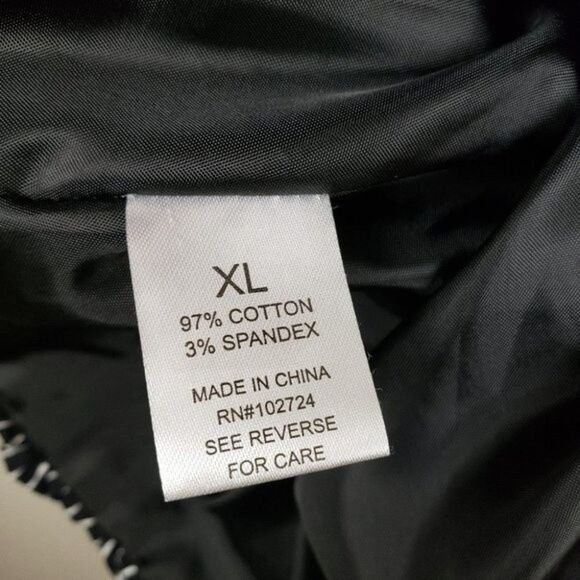 XL
97% COTTON
3% SPANDEX
MADE IN CHINA
RN#102724
SEE REVERSE
FOR CARE